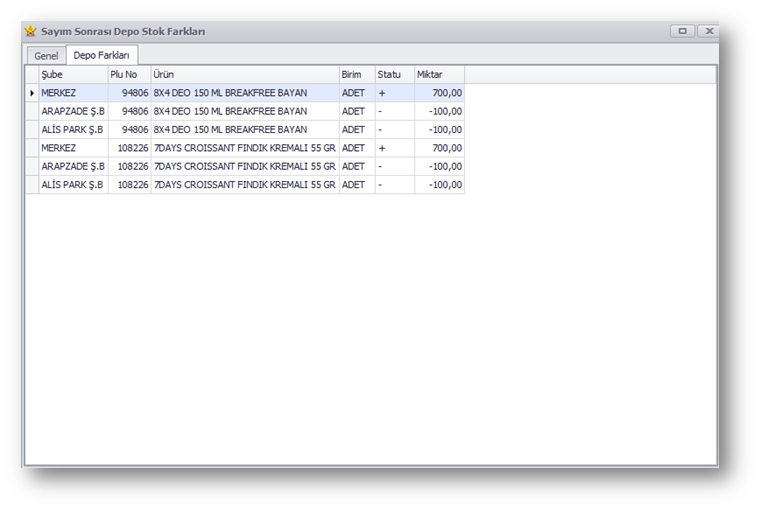 Sayım Sonrası Depo Stok Farkları
Genel Depo Farkları
Şube Plu No Ürün Birim Statu Miktar
MERKEZ 94806 8X4 DEO 150 ML BREAKFREE BAYAN ADET + 700,00
ARAPZADE Ş.B 94806 8X4 DEO 150 ML BREAKFREE BAYAN ADET - -100,00
ALİS PARK Ş.B 94806 8X4 DEO 150 ML BREAKFREE BAYAN ADET - -100,00
MERKEZ 108226 7DAYS CROISSANT FINDIK KREMALI 55 GR ADET + 700,00
ARAPZADE Ş.B 108226 7DAYS CROISSANT FINDIK KREMALI 55 GR ADET - -100,00
ALİS PARK Ş.B 108226 7DAYS CROISSANT FINDIK KREMALI 55 GR ADET - -100,00